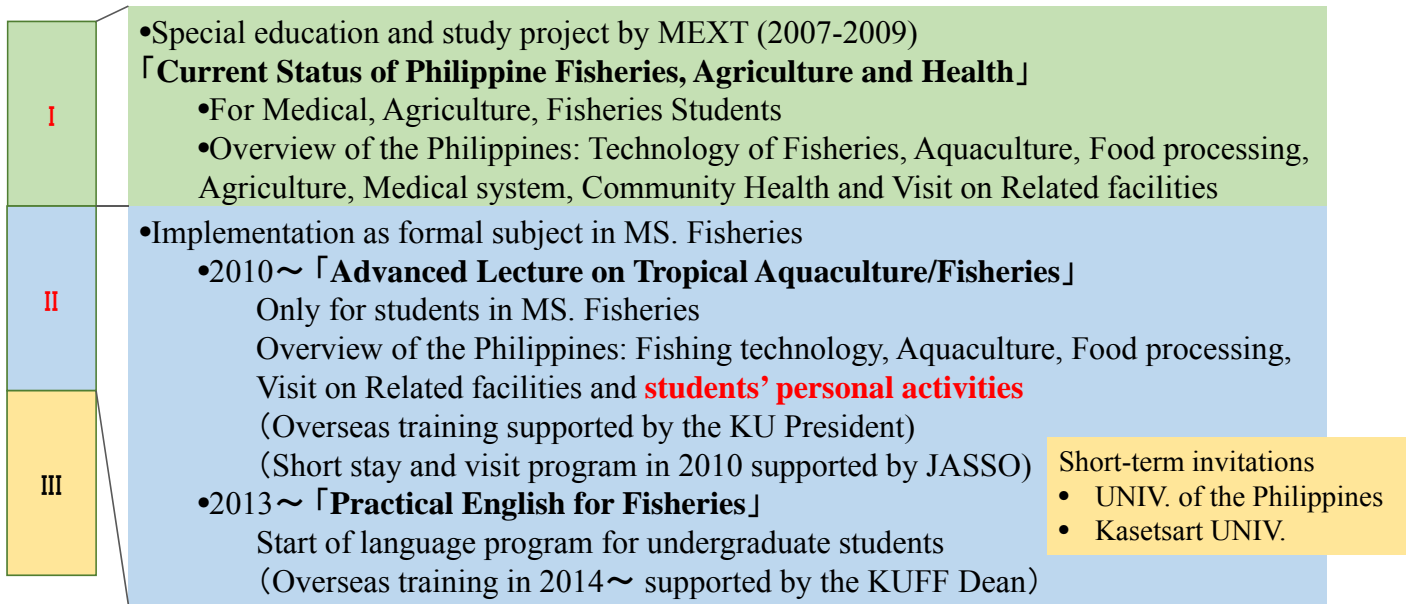 I
•Special education and study project by MEXT (2007-2009)
「Current Status of Philippine Fisheries, Agriculture and Health」
•For Medical, Agriculture, Fisheries Students
•Overview of the Philippines: Technology of Fisheries, Aquaculture, Food processing,
Agriculture, Medical system, Community Health and Visit on Related facilities
II
•Implementation as formal subject in MS. Fisheries
•2010～「Advanced Lecture on Tropical Aquaculture/Fisheries」
Only for students in MS. Fisheries
Overview of the Philippines: Fishing technology, Aquaculture, Food processing,
Visit on Related facilities and students' personal activities
（Overseas training supported by the KU President)
（Short stay and visit program in 2010 supported by JASSO)
•2013～「Practical English for Fisheries」
Start of language program for undergraduate students
（Overseas training in 2014～ supported by the KUFF Dean）
III
Short-term invitations
• UNIV. of the Philippines
• Kasetsart UNIV.